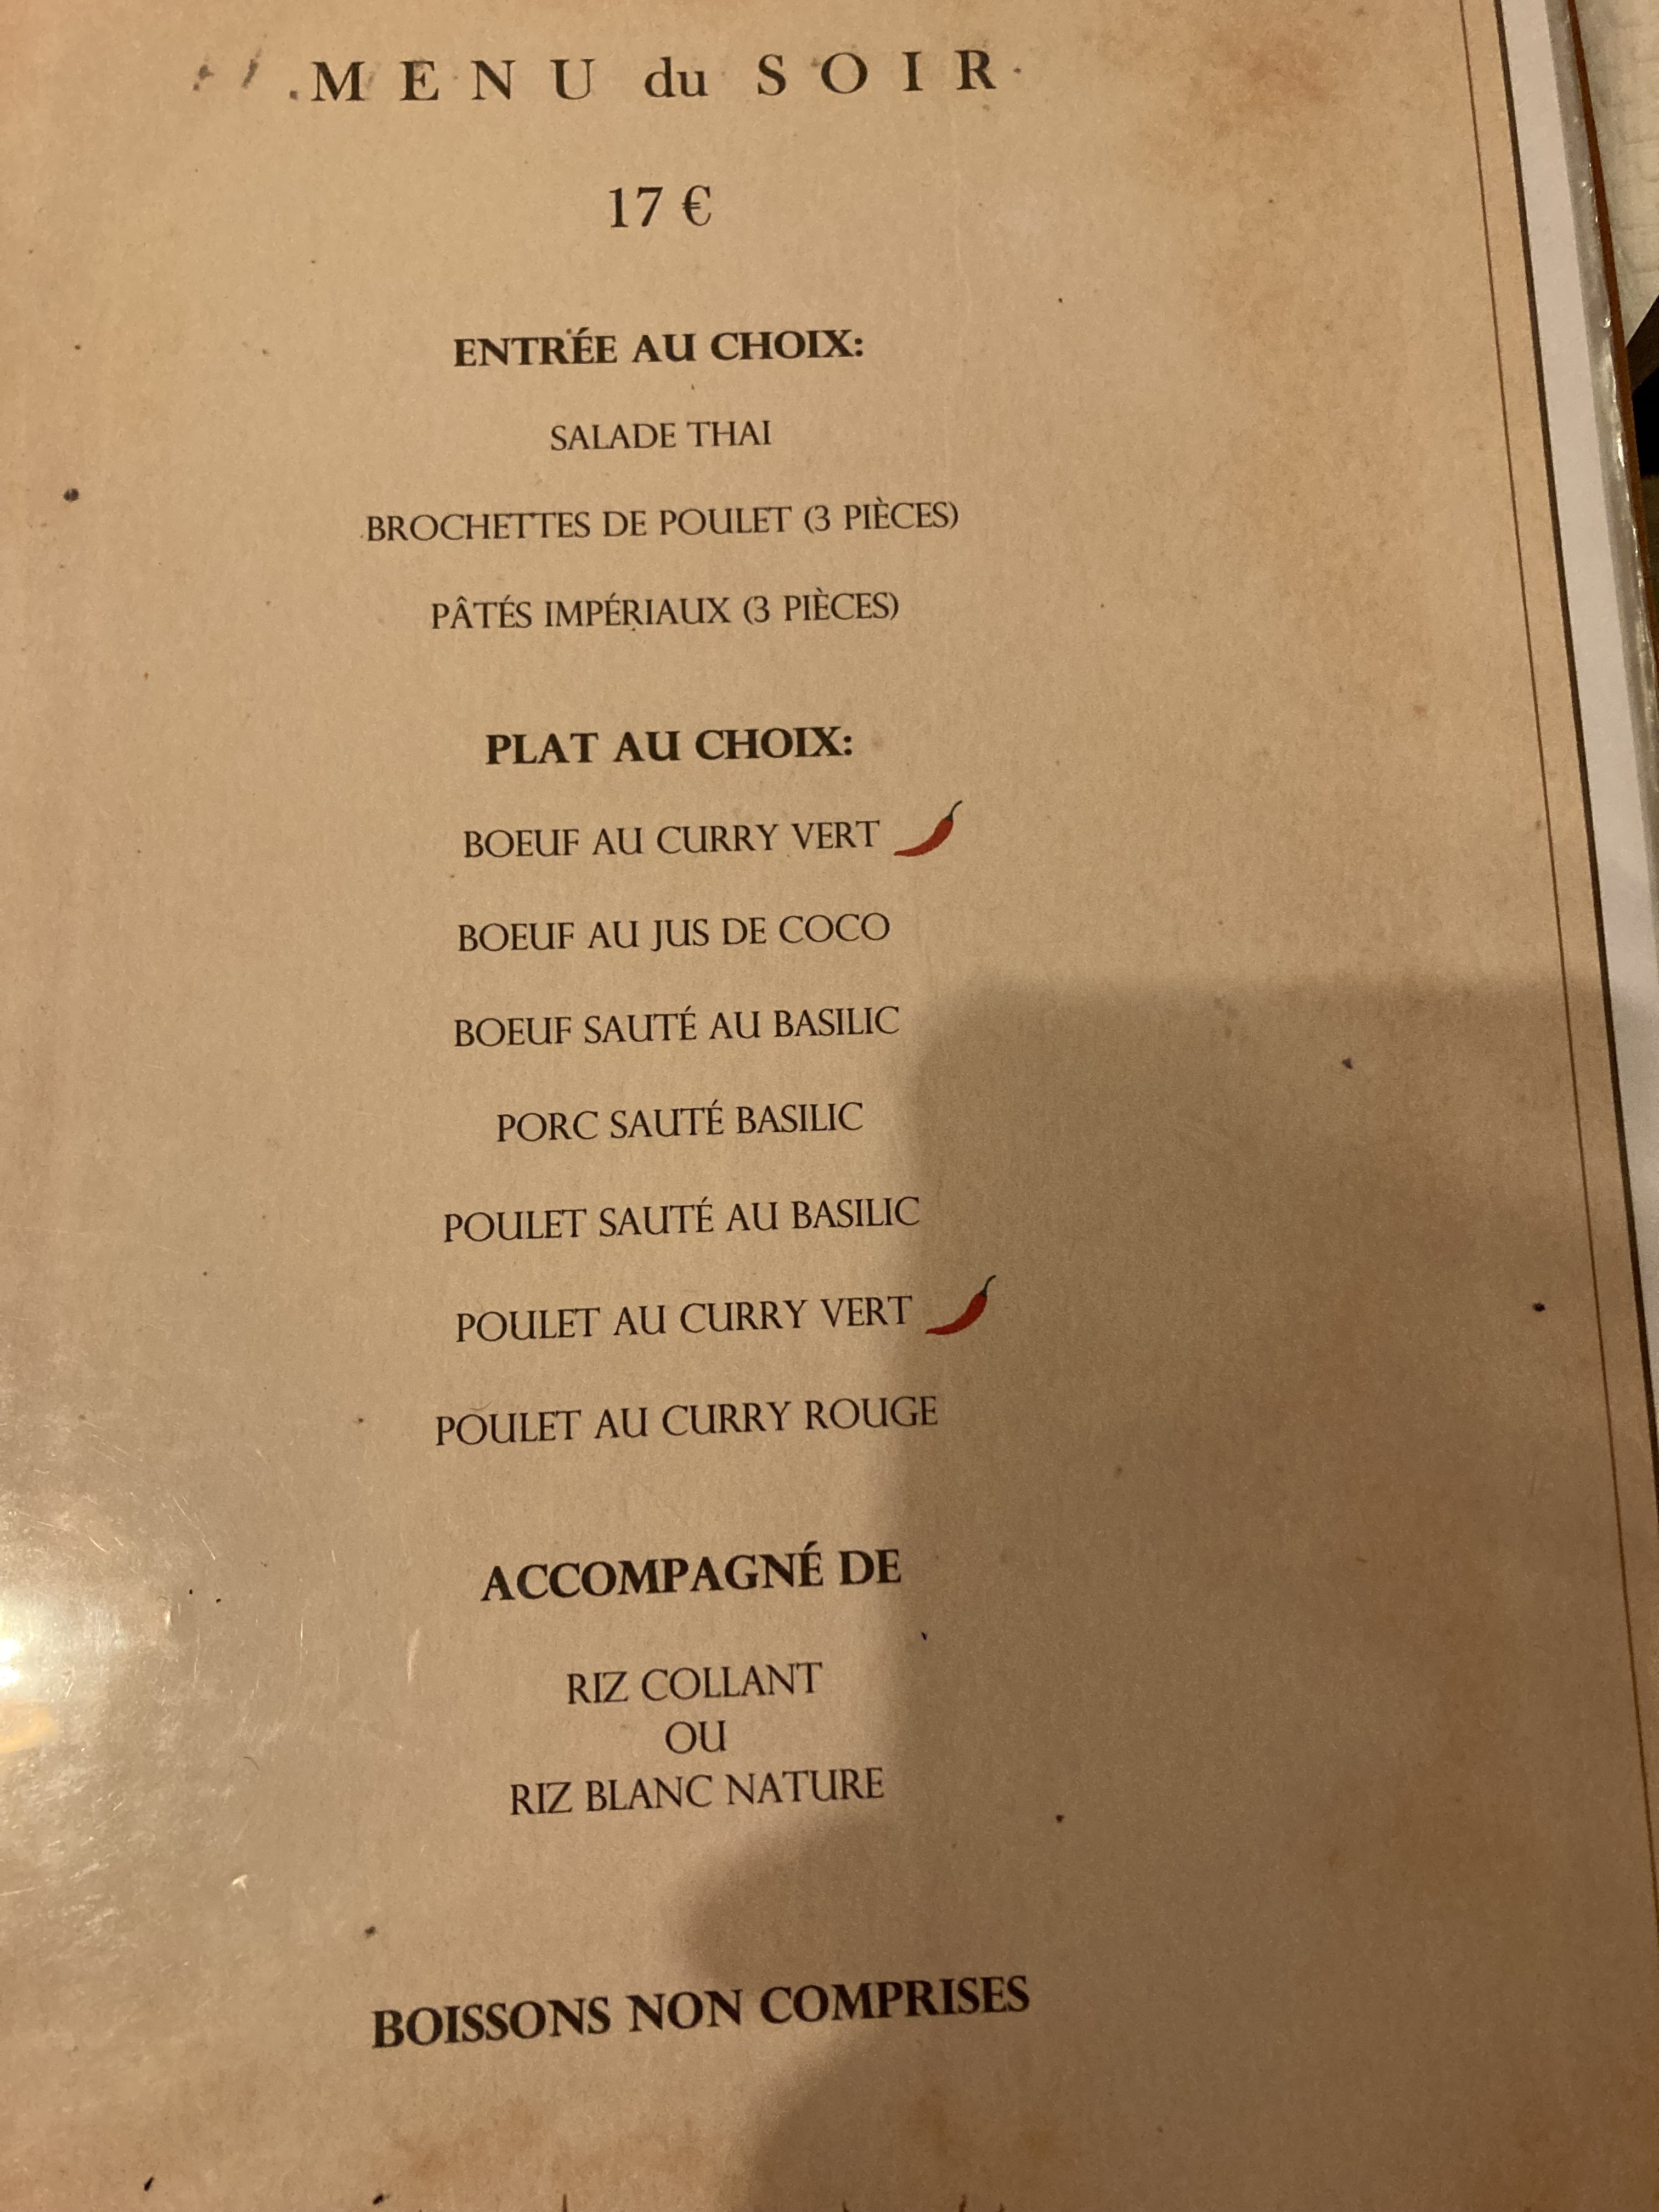 MENU du SOIR
17 €
ENTRÉE AU CHOIX:
SALADE THAI
BROCHETTES DE POULET (3 PIÈCES)
PÂTÉS IMPÉRIAUX (3 PIÈCES)
PLAT AU CHOIX:
BOEUF AU CURRY VERT
BOEUF AU JUS DE COCO
BOEUF SAUTÉ AU BASILIC
PORC SAUTÉ BASILIC
POULET SAUTÉ AU BASILIC
POULET AU CURRY VERT
POULET AU CURRY ROUGE
ACCOMPAGNÉ DE
RIZ COLLANT
OU
RIZ BLANC NATURE
BOISSONS NON COMPRISES